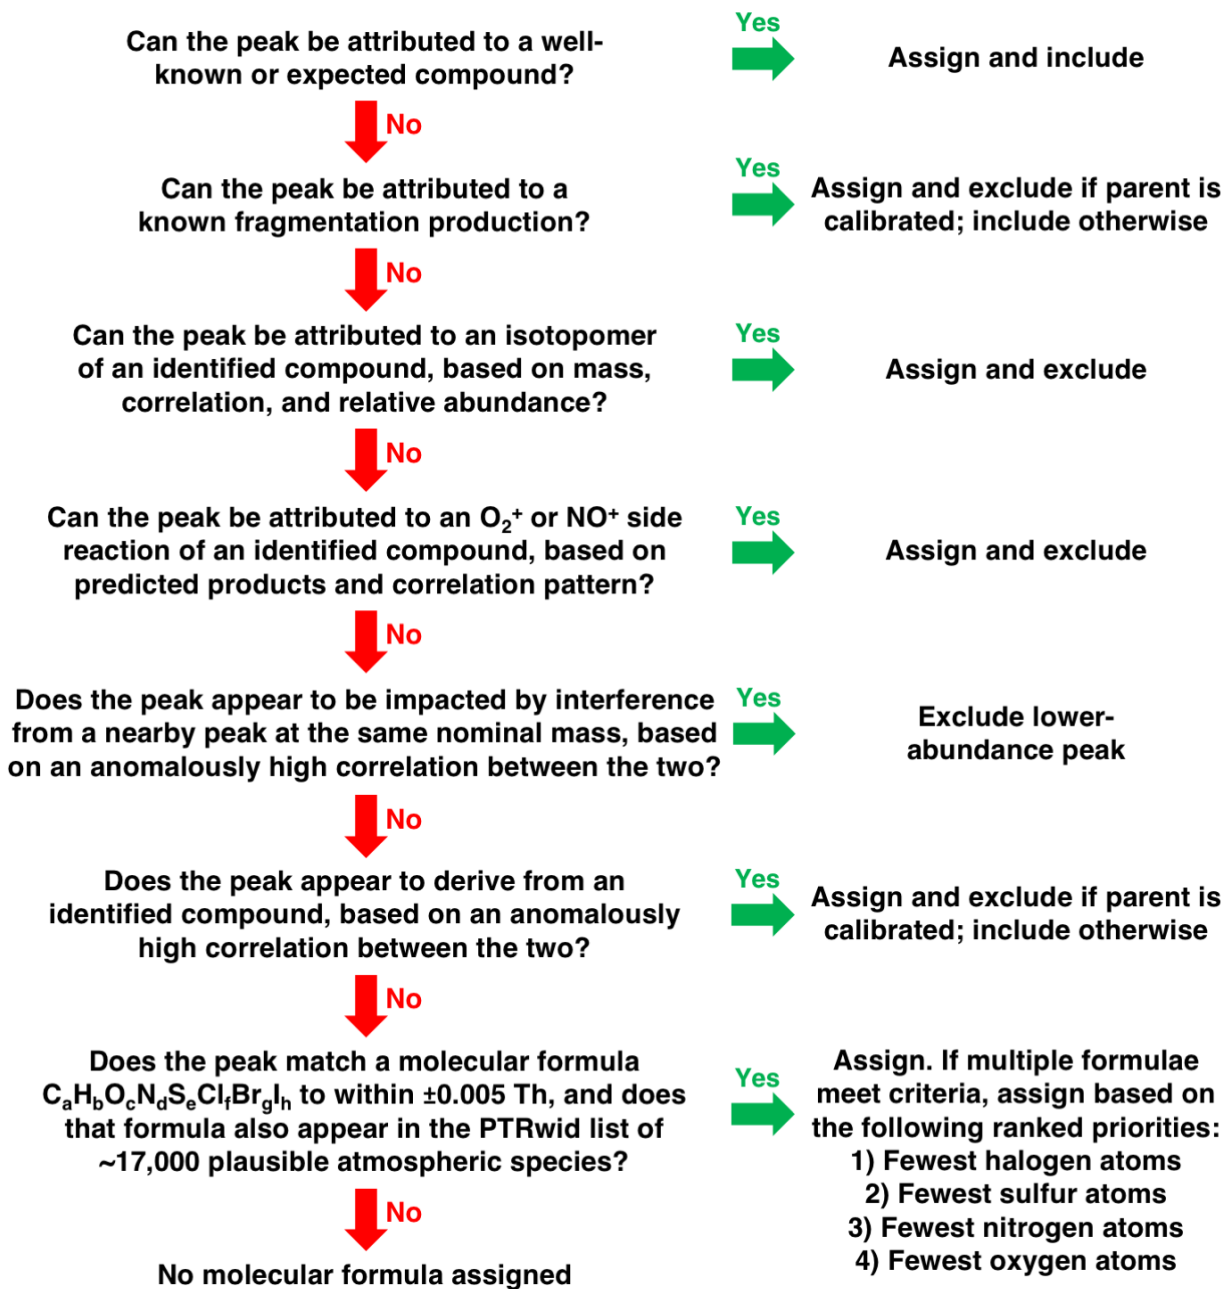 Can the peak be attributed to a well-
known or expected compound?
Yes
Assign and include
No
Can the peak be attributed to a
known fragmentation production?
Yes
Assign and exclude if parent is
calibrated; include otherwise
No
Can the peak be attributed to an isotopomer
of an identified compound, based on mass,
correlation, and relative abundance?
Yes
Assign and exclude
No
Can the peak be attributed to an O₂⁺ or NO⁺ side
reaction of an identified compound, based on
predicted products and correlation pattern?
Yes
Assign and exclude
No
Does the peak appear to be impacted by interference
from a nearby peak at the same nominal mass, based
on an anomalously high correlation between the two?
Yes
Exclude lower-
abundance peak
No
Does the peak appear to derive from an
identified compound, based on an anomalously
high correlation between the two?
Yes
Assign and exclude if parent is
calibrated; include otherwise
No
Does the peak match a molecular formula
CₐH_bO_cN_dSₑCl_fBr_gIₕ to within ±0.005 Th, and does
that formula also appear in the PTRwid list of
~17,000 plausible atmospheric species?
Yes
Assign. If multiple formulae
meet criteria, assign based on
the following ranked priorities:
1) Fewest halogen atoms
2) Fewest sulfur atoms
3) Fewest nitrogen atoms
4) Fewest oxygen atoms
No
No molecular formula assigned